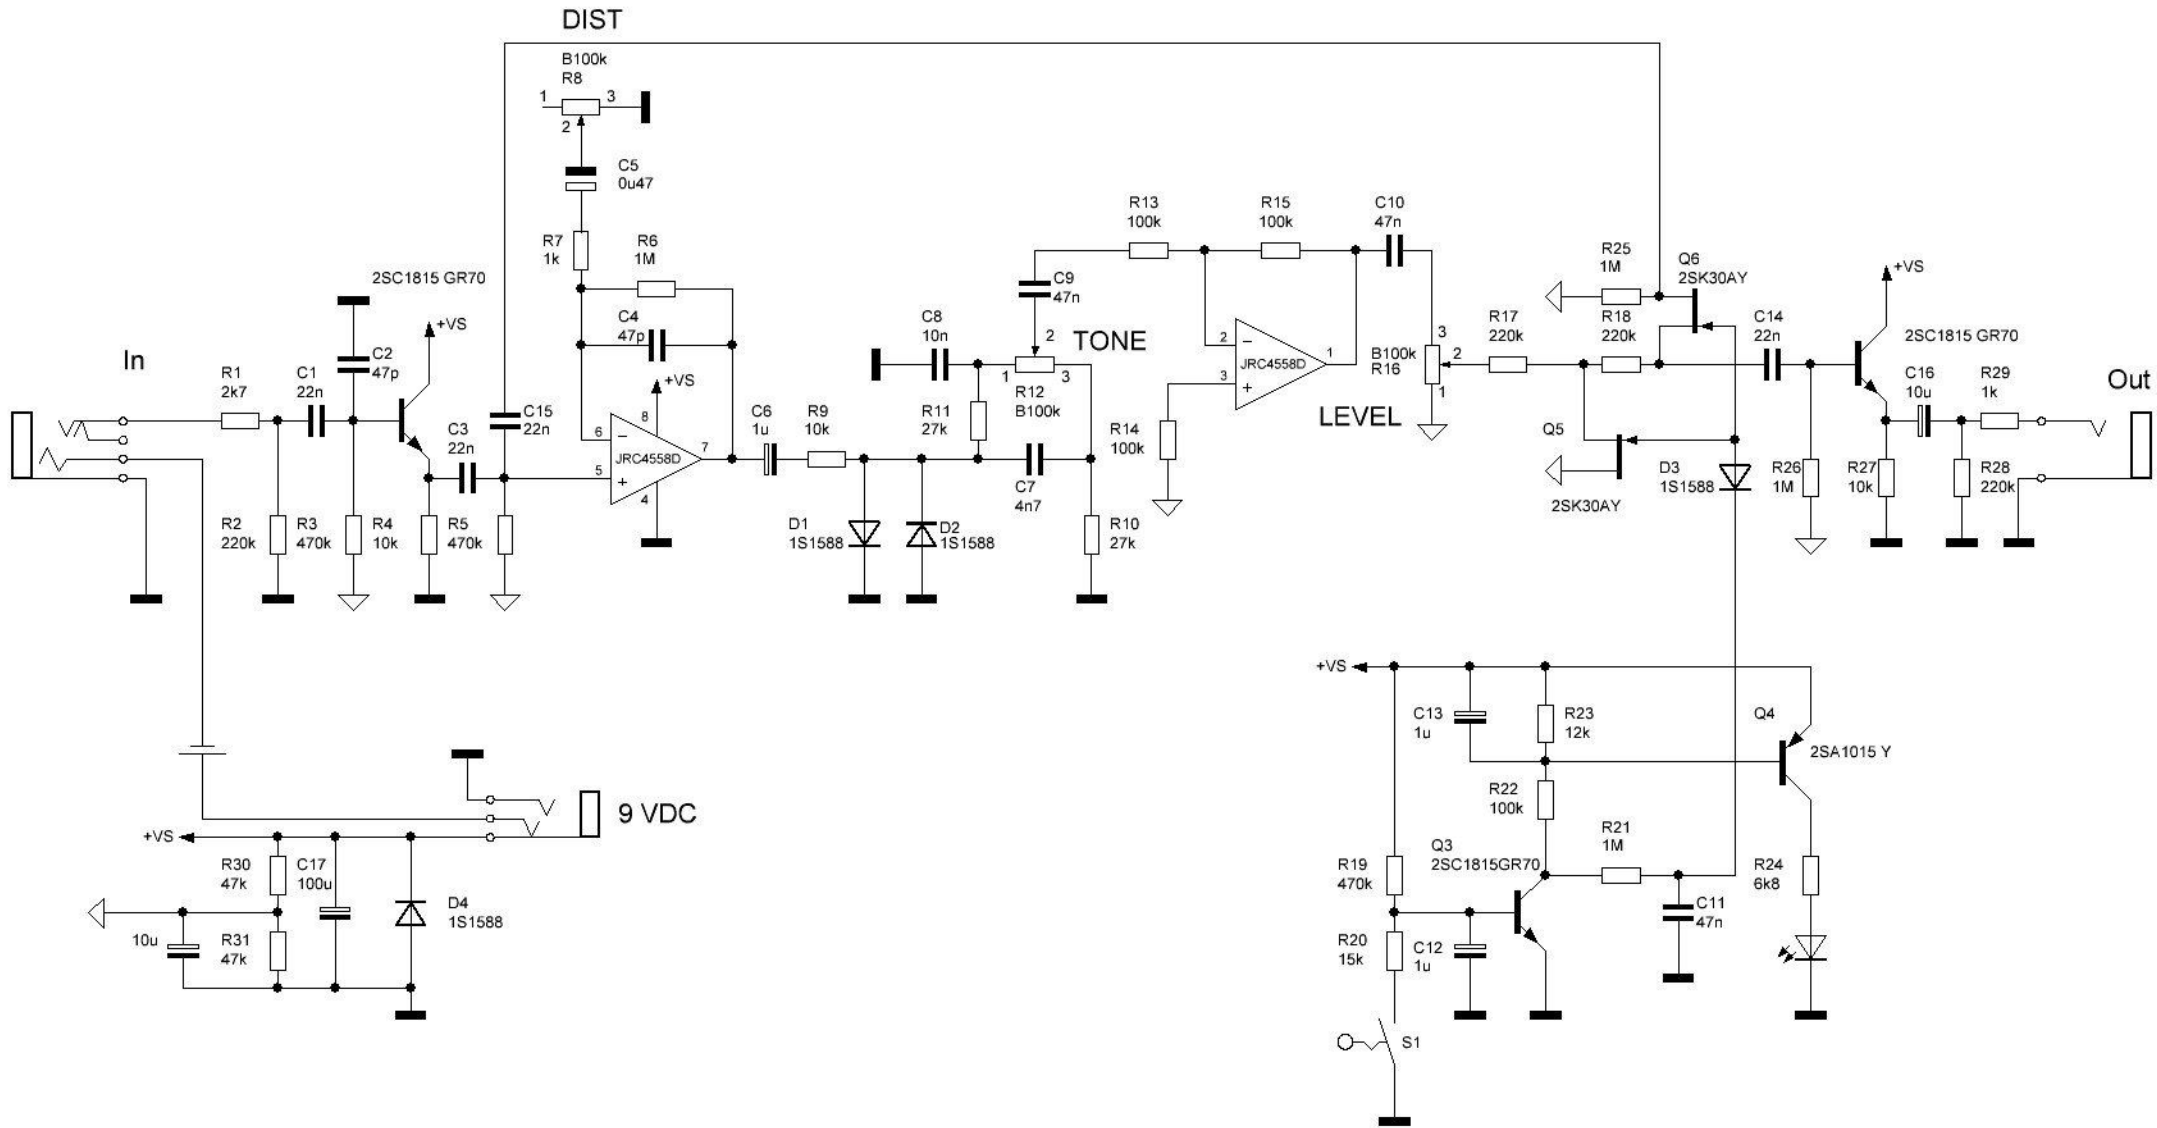 DIST
B100k
R8
1
3
2
C5
0u47
R7
1k
R6
1M
C4
47p
+VS
8
6
−
JRC4558D
7
5
+
4
2SC1815 GR70
+VS
In
C2
47p
R1
2k7
C1
22n
C3
22n
C15
22n
R2
220k
R3
470k
R4
10k
R5
470k
C6
1u
R9
10k
D1
1S1588
D2
1S1588
C8
10n
R11
27k
C7
4n7
R10
27k
C9
47n
2
TONE
1
3
R12
B100k
R13
100k
R15
100k
C10
47n
2
−
JRC4558D
1
3
+
R14
100k
3
B100k
R16
2
1
LEVEL
R17
220k
R25
1M
R18
220k
Q6
2SK30AY
Q5
2SK30AY
C14
22n
+VS
2SC1815 GR70
D3
1S1588
R26
1M
R27
10k
C16
10u
R29
1k
R28
220k
Out
9 VDC
+VS
R30
47k
C17
100u
D4
1S1588
10u
R31
47k
+VS
C13
1u
R23
12k
Q4
2SA1015 Y
R22
100k
Q3
2SC1815GR70
R21
1M
R19
470k
R24
6k8
C11
47n
R20
15k
C12
1u
S1